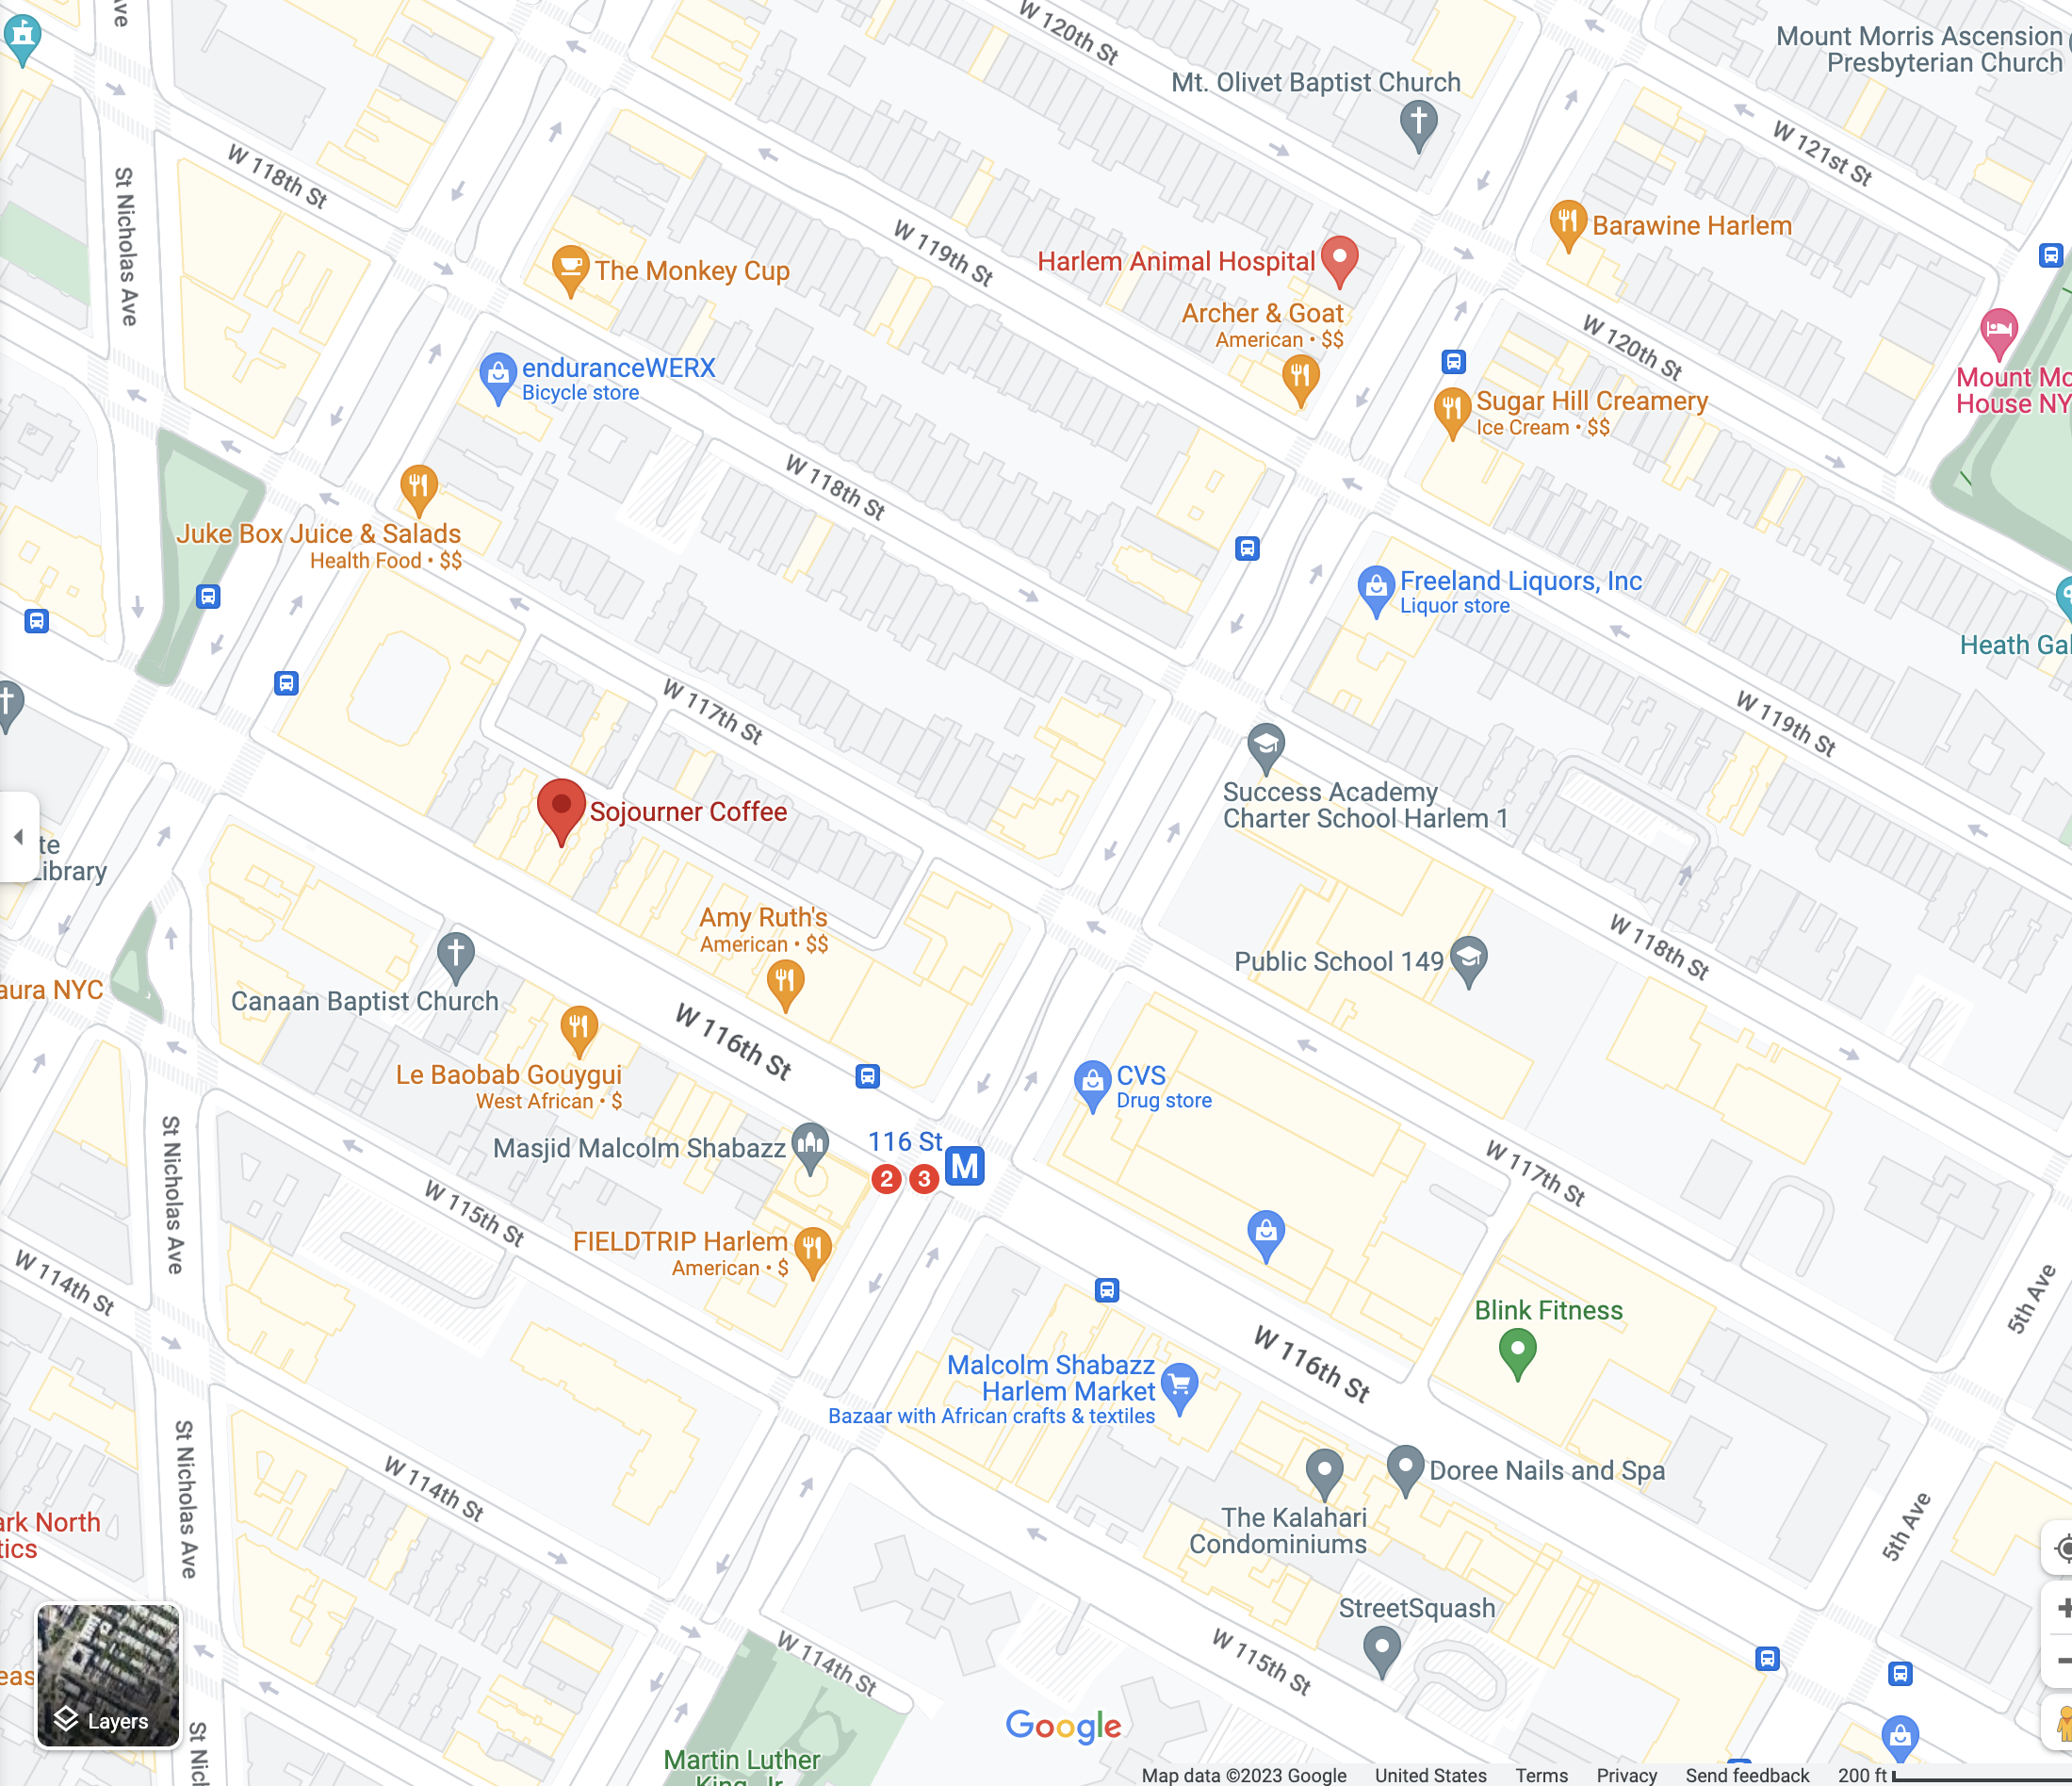 Ave
W 120th St
Mount Morris Ascension
Presbyterian Church
Mt. Olivet Baptist Church
W 121st St
W 118th St
St Nicholas Ave
W 119th St
Barawine Harlem
Harlem Animal Hospital
The Monkey Cup
Archer & Goat
American • $$
W 120th St
enduranceWERX
Bicycle store
Mount Mo
House NY
Sugar Hill Creamery
Ice Cream • $$
W 118th St
Juke Box Juice & Salads
Health Food • $$
Freeland Liquors, Inc
Liquor store
Heath Gal
W 117th St
W 119th St
Sojourner Coffee
Success Academy
Charter School Harlem 1
te
Library
Amy Ruth's
American • $$
W 118th St
Public School 149
aura NYC
Canaan Baptist Church
W 116th St
Le Baobab Gouygui
West African • $
CVS
Drug store
Masjid Malcolm Shabazz
116 St
2 3 M
St Nicholas Ave
W 115th St
W 117th St
FIELDTRIP Harlem
American • $
W 114th St
5th Ave
Blink Fitness
W 116th St
Malcolm Shabazz
Harlem Market
Bazaar with African crafts & textiles
Doree Nails and Spa
St Nicholas Ave
W 114th St
The Kalahari
Condominiums
5th Ave
ark North
tics
StreetSquash
W 114th St
W 115th St
eas
Layers
St Nich
Google
Martin Luther
King, Jr
Map data ©2023 Google United States Terms Privacy Send feedback 200 ft